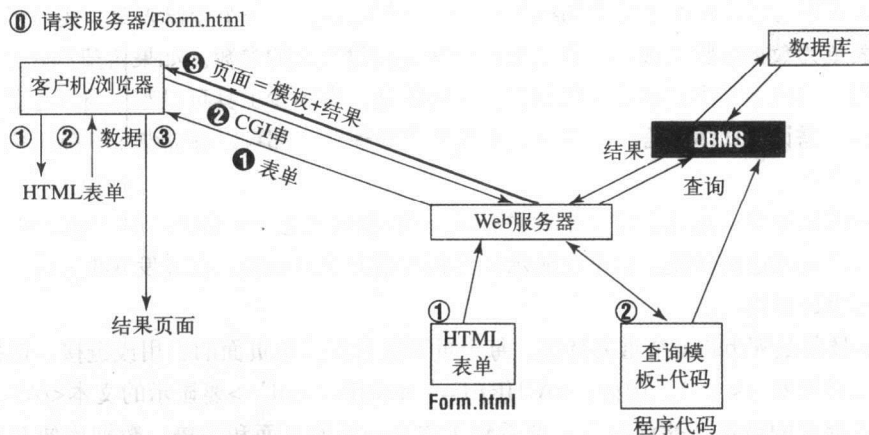 ⓪ 请求服务器/Form.html
数据库
客户机/浏览器
❸ 页面＝模板+结果
❷ CGI串
❶ 表单
① ② 数据 ③
HTML表单
结果
DBMS
查询
Web服务器
结果页面
①
HTML
表单
Form.html
②
查询模
板+代码
程序代码